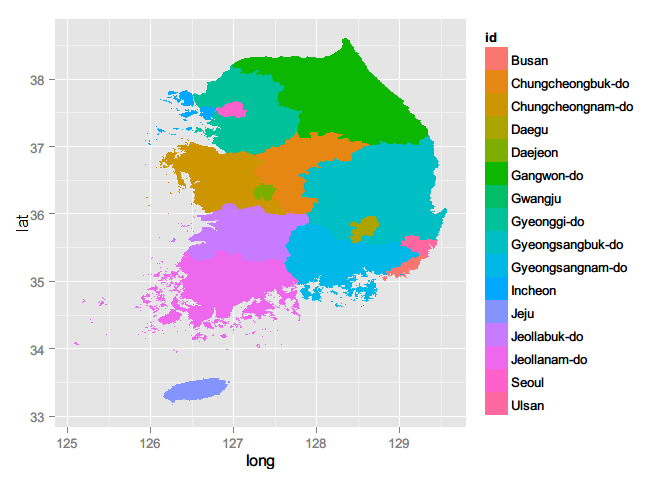 id
Busan
Chungcheongbuk-do
Chungcheongnam-do
Daegu
Daejeon
Gangwon-do
Gwangju
Gyeonggi-do
Gyeongsangbuk-do
Gyeongsangnam-do
Incheon
Jeju
Jeollabuk-do
Jeollanam-do
Seoul
Ulsan
lat
38
37
36
35
34
33
125 126 127 128 129
long